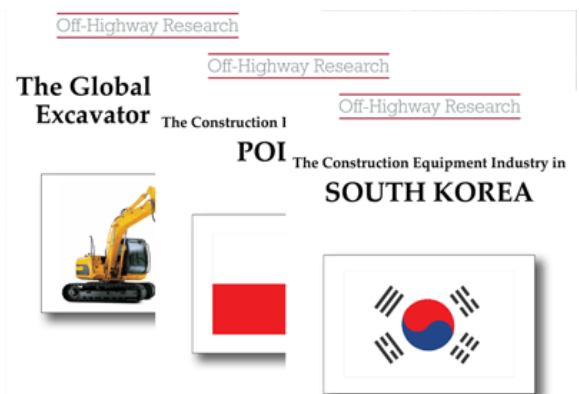 Off-Highway Research
The Global
Excavator
Off-Highway Research
The Construction
POL
Off-Highway Research
The Construction Equipment Industry in
SOUTH KOREA